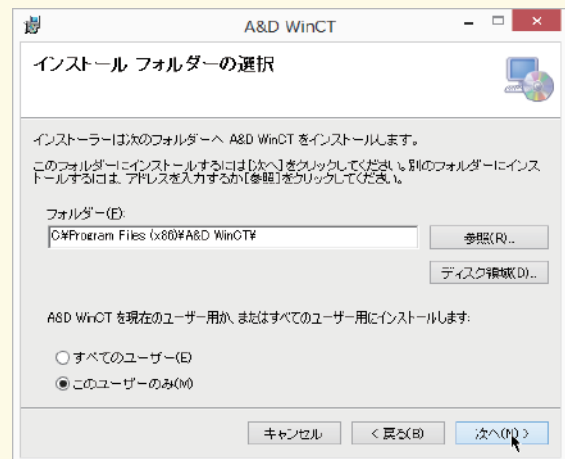 A&D WinCT
インストール フォルダーの選択
インストーラーは次のフォルダーへ A&D WinCT をインストールします。
このフォルダーにインストールするには[次へ]をクリックしてください。別のフォルダーにインス
トールするには、アドレスを入力するか[参照]をクリックしてください。
フォルダー(F):
C:¥Program Files (x86)¥A&D WinCT¥
参照(R)...
ディスク領域(D)...
A&D WinCT を現在のユーザー用か、またはすべてのユーザー用にインストールします:
すべてのユーザー(E)
このユーザーのみ(M)
キャンセル
< 戻る(B)
次へ(N) >